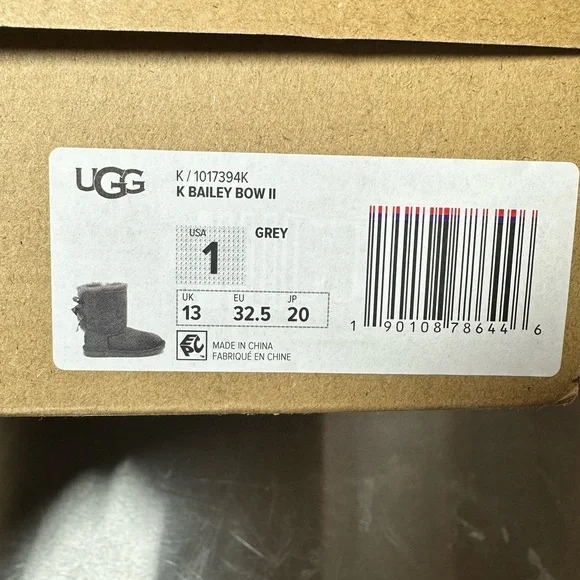 UGG
K / 1017394K
K BAILEY BOW II
USA
1
GREY
UK EU JP
13 32.5 20
EPC
MADE IN CHINA
FABRIQUÉ EN CHINE
1 90108 78644 6